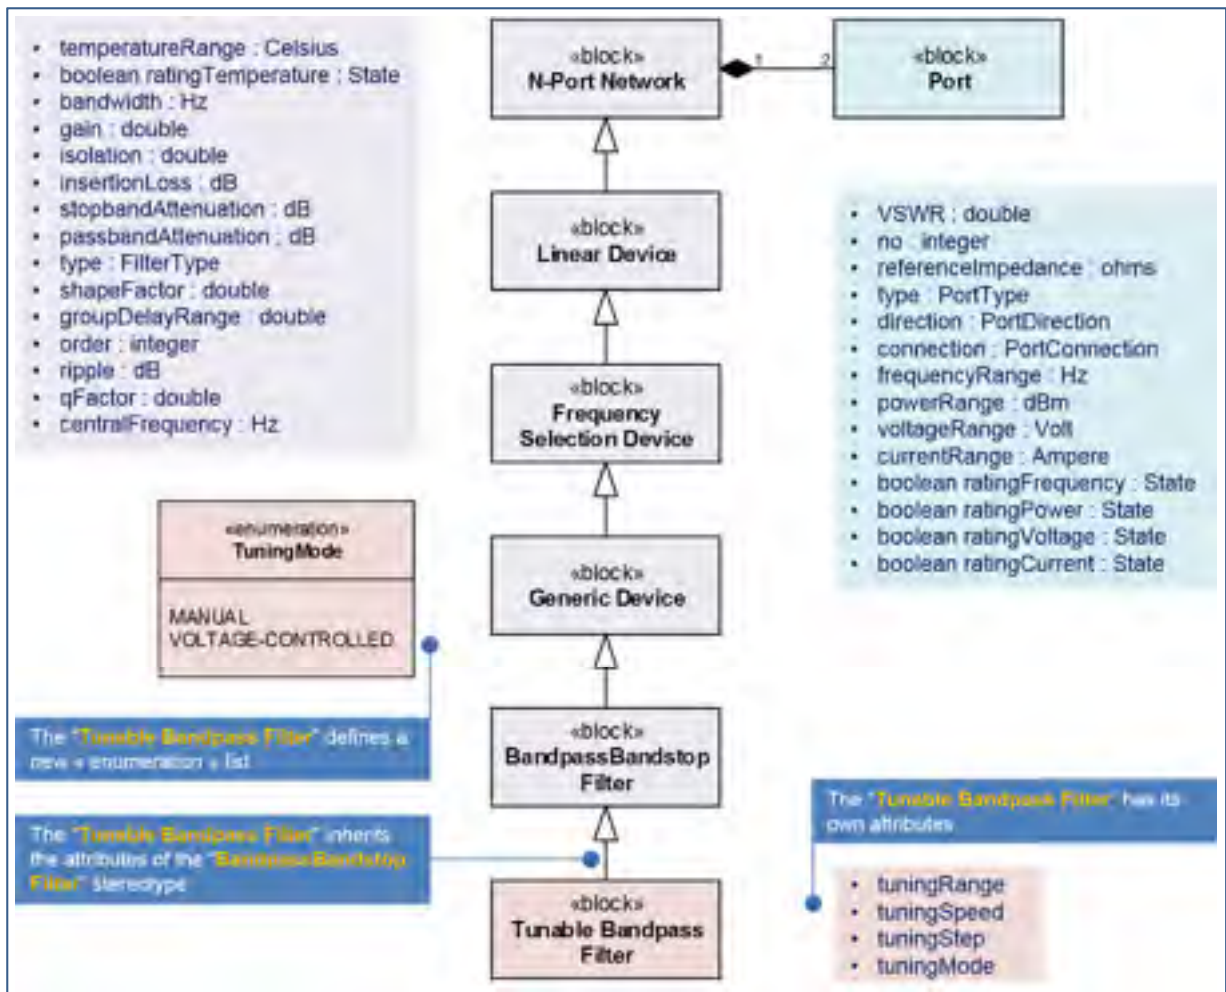 • temperatureRange : Celsius
• boolean ratingTemperature : State
• bandwidth : Hz
• gain : double
• isolation : double
• insertionLoss : dB
• stopbandAttenuation : dB
• passbandAttenuation : dB
• type : FilterType
• shapeFactor : double
• groupDelayRange : double
• order : integer
• ripple : dB
• qFactor : double
• centralFrequency : Hz
«block»
N-Port Network
1
2
«block»
Port
«block»
Linear Device
• VSWR : double
• no : integer
• referenceImpedance : ohms
• type : PortType
• direction : PortDirection
• connection : PortConnection
• frequencyRange : Hz
• powerRange : dBm
• voltageRange : Volt
• currentRange : Ampere
• boolean ratingFrequency : State
• boolean ratingPower : State
• boolean ratingVoltage : State
• boolean ratingCurrent : State
«block»
Frequency
Selection Device
«enumeration»
TuningMode
MANUAL
VOLTAGE-CONTROLLED
«block»
Generic Device
The "Tunable Bandpass Filter" defines a
new « enumeration » list
«block»
BandpassBandstop
Filter
The "Tunable Bandpass Filter" inherits
the attributes of the "BandpassBandstop
Filter" stereotype
The "Tunable Bandpass Filter" has its
own attributes
«block»
Tunable Bandpass
Filter
• tuningRange
• tuningSpeed
• tuningStep
• tuningMode